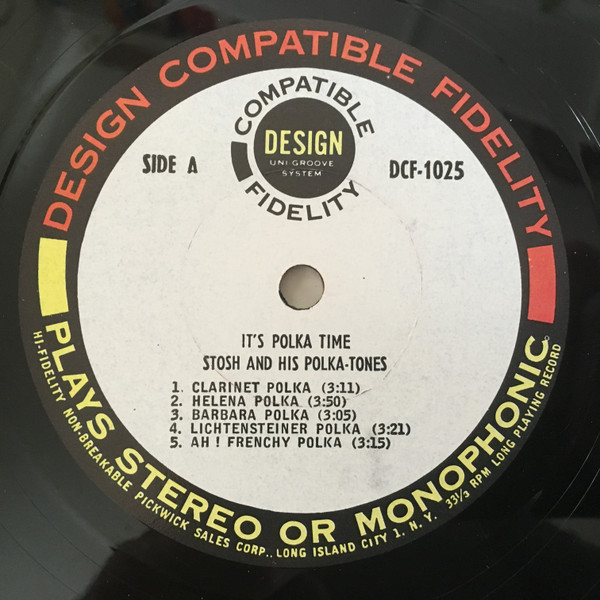 DESIGN COMPATIBLE FIDELITY
COMPATIBLE
DESIGN
UNI-GROOVE
SYSTEM
FIDELITY
SIDE A
DCF-1025
IT'S POLKA TIME
STOSH AND HIS POLKA-TONES
1. CLARINET POLKA (3:11)
2. HELENA POLKA (3:50)
3. BARBARA POLKA (3:05)
4. LICHTENSTEINER POLKA (3:21)
5. AH! FRENCHY POLKA (3:15)
PLAYS STEREO OR MONOPHONIC
HI-FIDELITY NON-BREAKABLE PICKWICK SALES CORP., LONG ISLAND CITY 1, N. Y. 33⅓ RPM LONG PLAYING RECORD